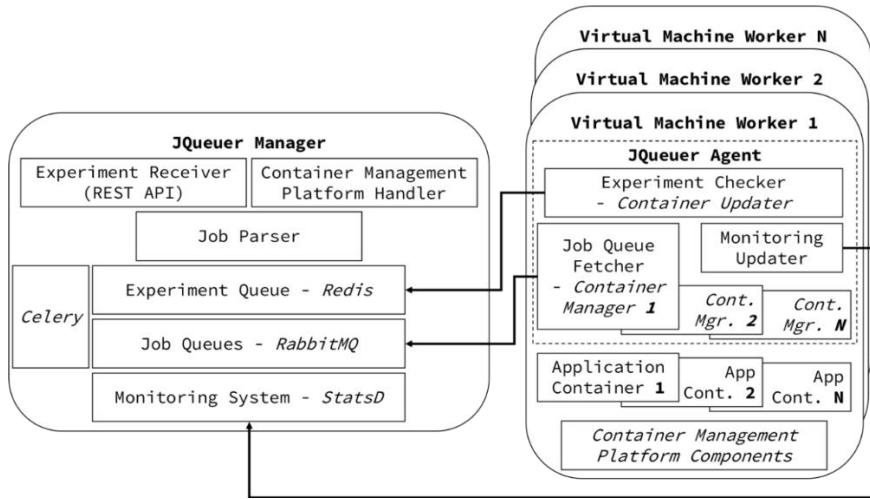 Virtual Machine Worker N
Virtual Machine Worker 2
Virtual Machine Worker 1
JQueuer Manager
Experiment Receiver
(REST API)
Container Management
Platform Handler
Job Parser
Celery
Experiment Queue - Redis
Job Queues - RabbitMQ
Monitoring System - StatsD
JQueuer Agent
Experiment Checker
- Container Updater
Job Queue
Fetcher
- Container
Manager 1
Monitoring
Updater
Cont.
Mgr. 2
Cont.
Mgr. N
Application
Container 1
App
Cont. 2
App
Cont. N
Container Management
Platform Components